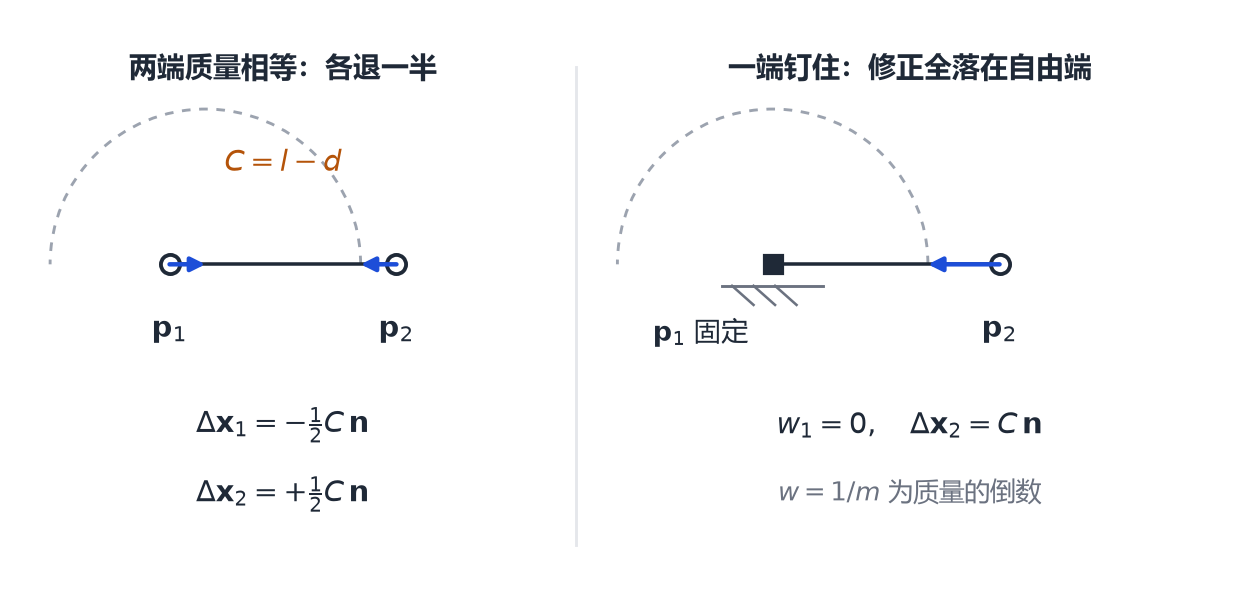 两端质量相等：各退一半
C = l − d
p₁
p₂
Δx₁ = −½C n
Δx₂ = +½C n
一端钉住：修正全落在自由端
p₁ 固定
p₂
w₁ = 0, Δx₂ = C n
w = 1/m 为质量的倒数